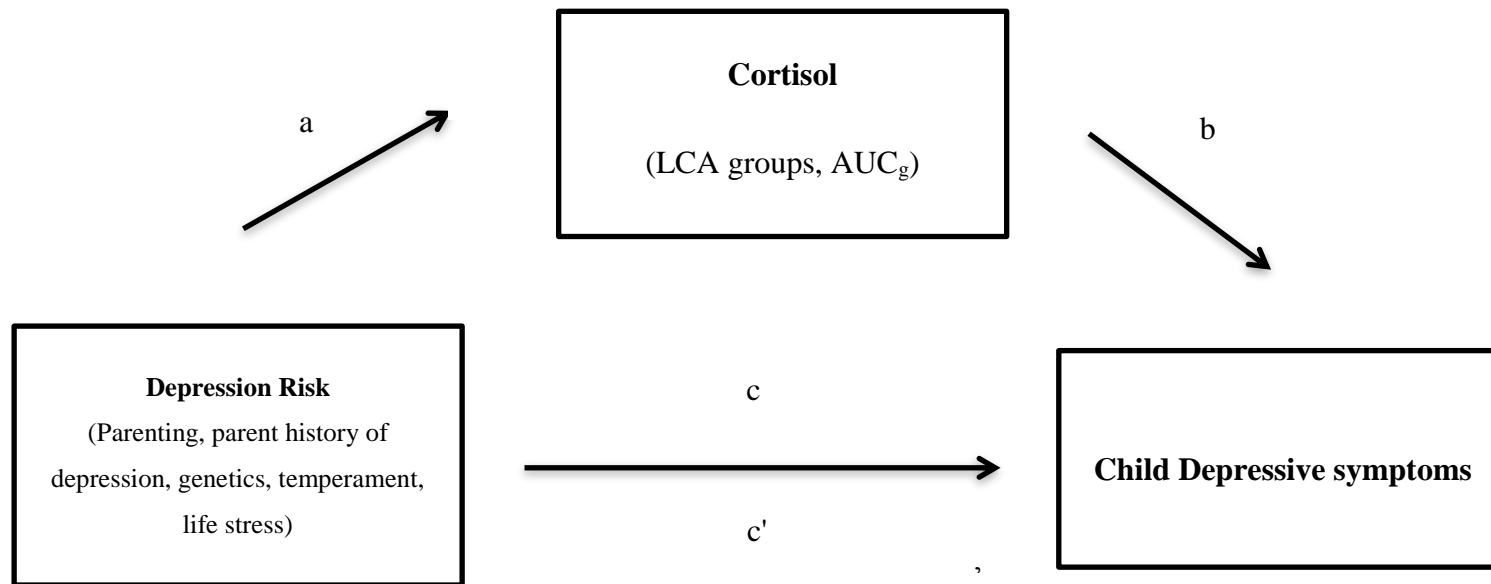 Cortisol
(LCA groups, AUCg)
a
b
Depression Risk
(Parenting, parent history of
depression, genetics, temperament,
life stress)
c
c'
,
Child Depressive symptoms